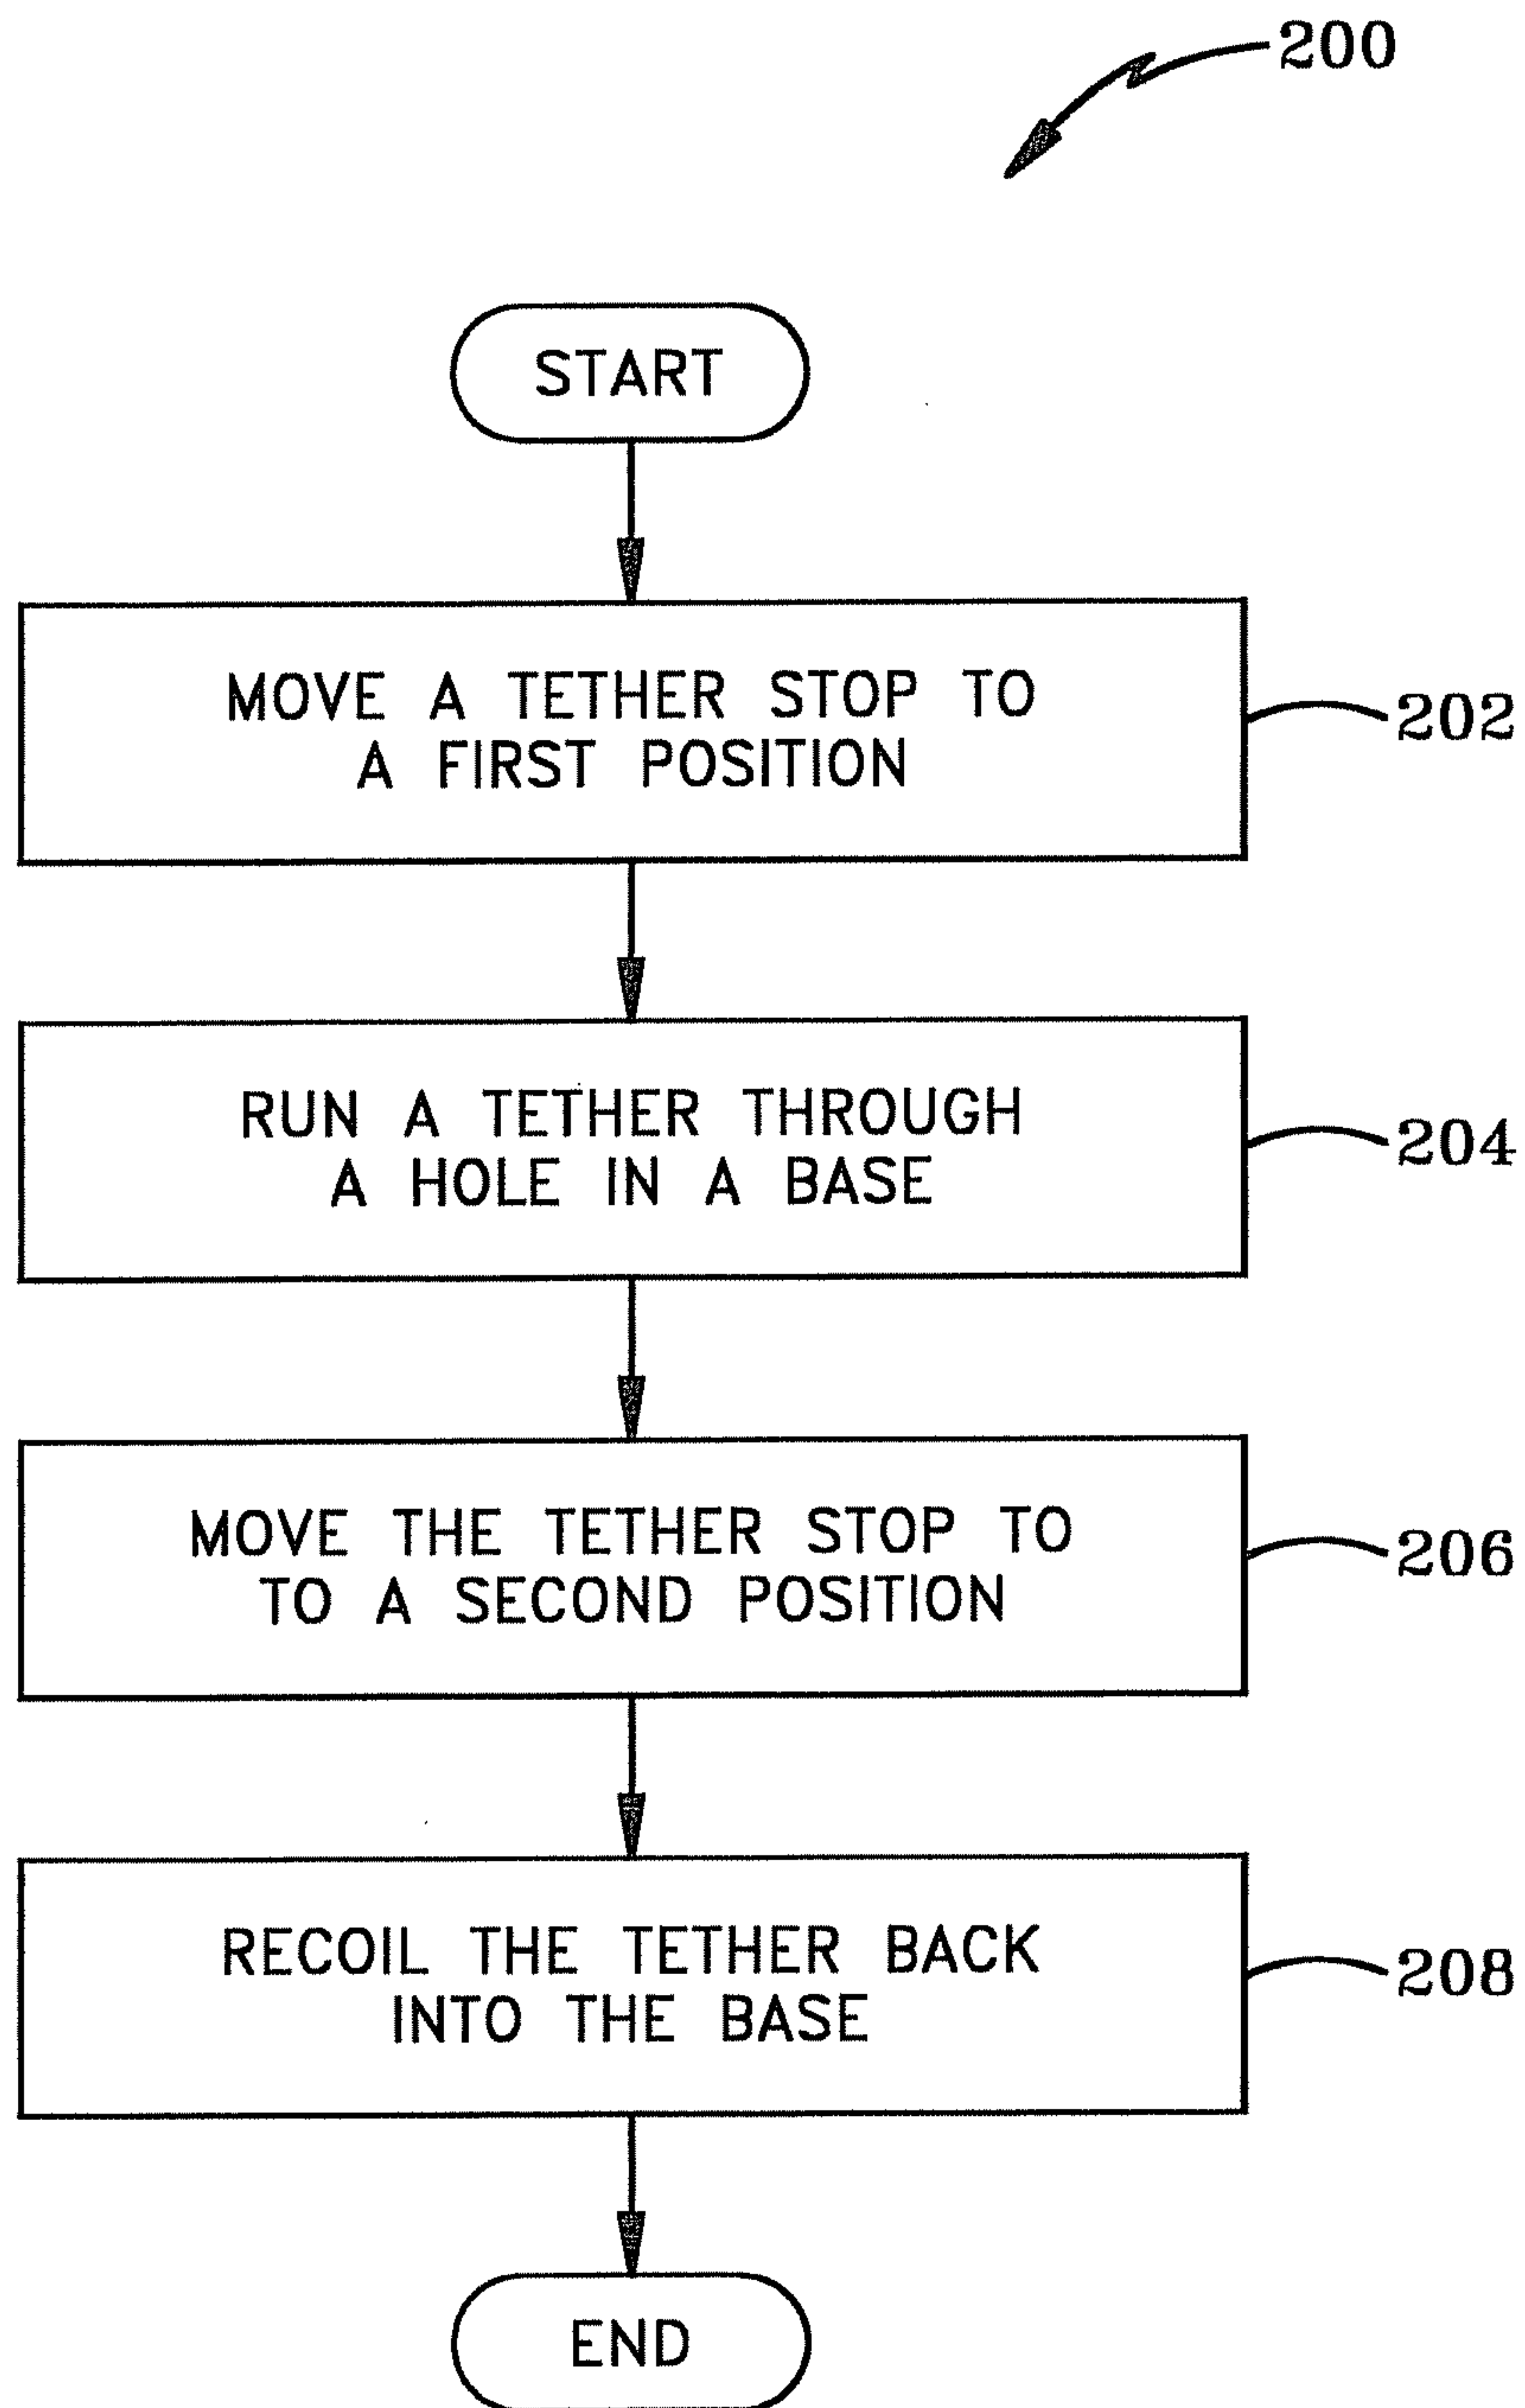 200
START
MOVE A TETHER STOP TO
A FIRST POSITION
202
RUN A TETHER THROUGH
A HOLE IN A BASE
204
MOVE THE TETHER STOP TO
TO A SECOND POSITION
206
RECOIL THE TETHER BACK
INTO THE BASE
208
END